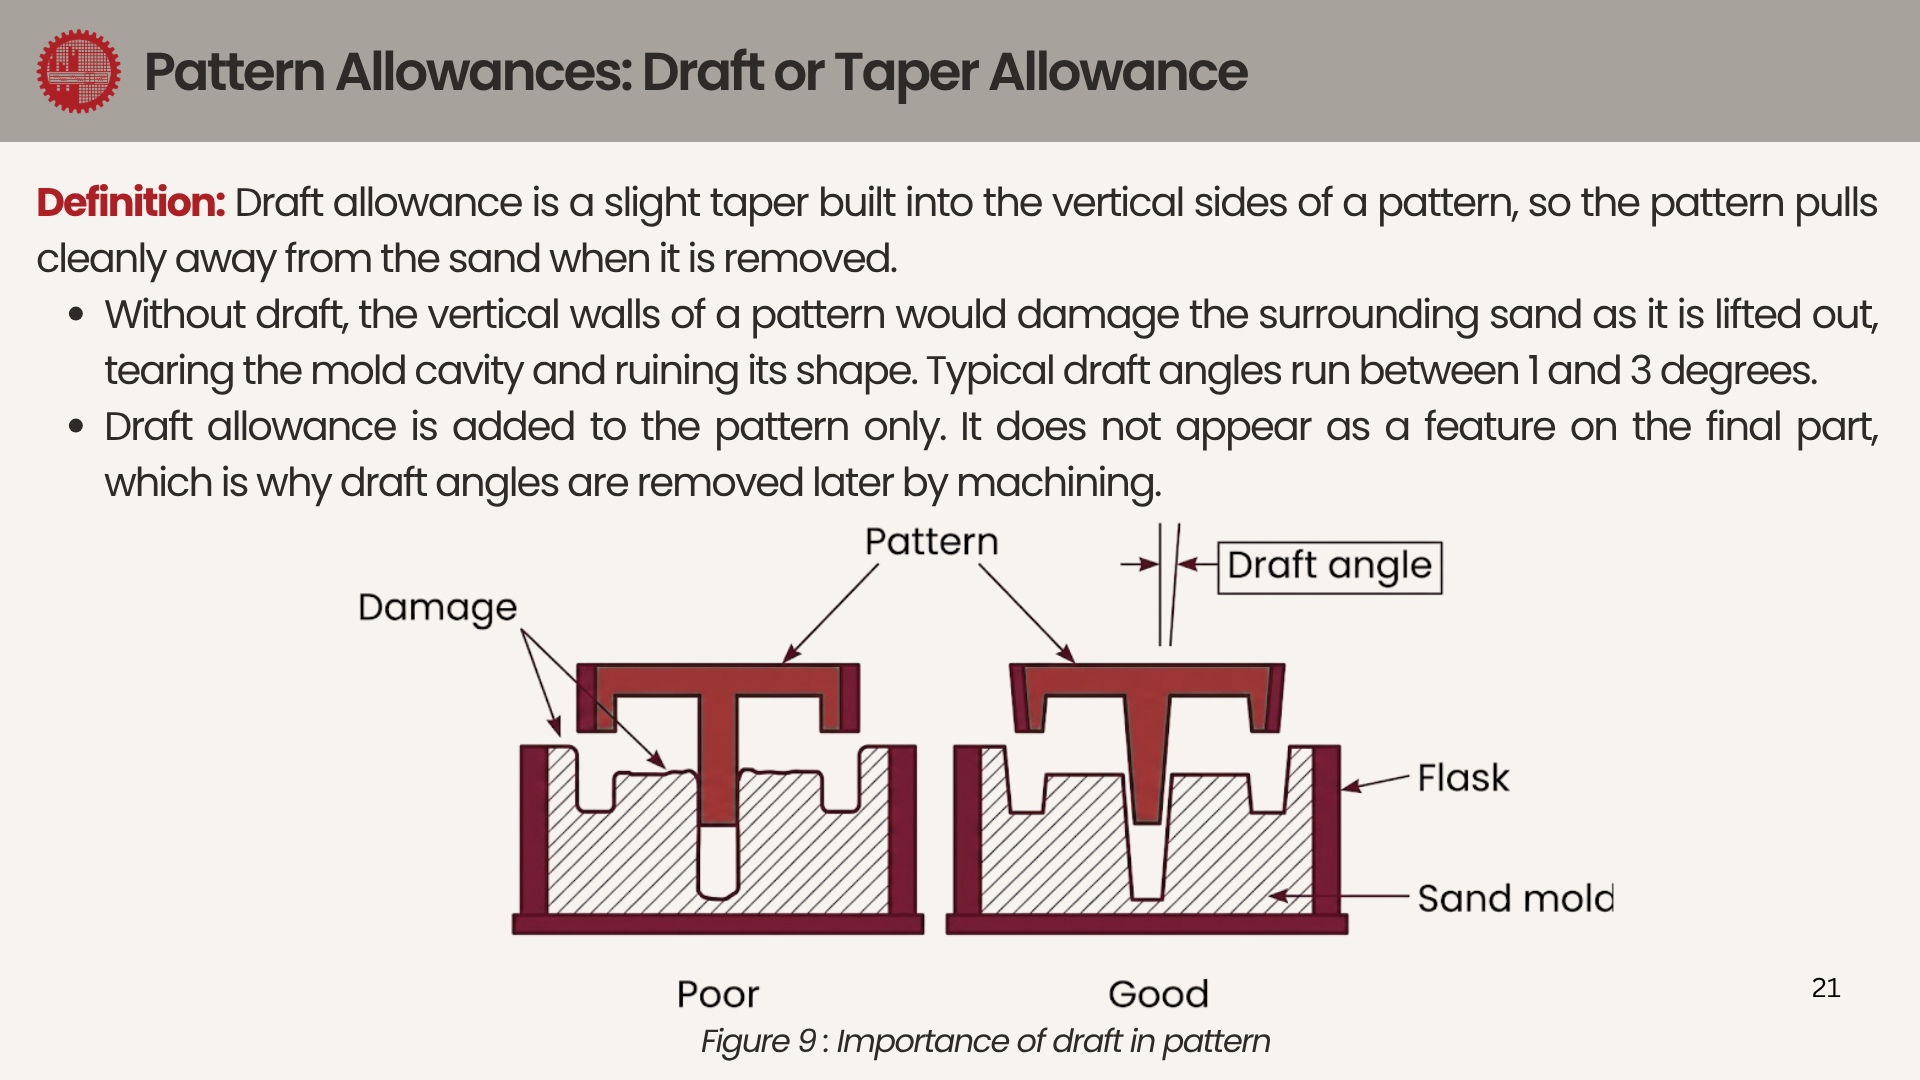 Pattern Allowances: Draft or Taper Allowance
Definition: Draft allowance is a slight taper built into the vertical sides of a pattern, so the pattern pulls
cleanly away from the sand when it is removed.
• Without draft, the vertical walls of a pattern would damage the surrounding sand as it is lifted out,
tearing the mold cavity and ruining its shape. Typical draft angles run between 1 and 3 degrees.
• Draft allowance is added to the pattern only. It does not appear as a feature on the final part,
which is why draft angles are removed later by machining.
Pattern
Draft angle
Damage
Flask
Sand mold
Poor
Good
21
Figure 9 : Importance of draft in pattern